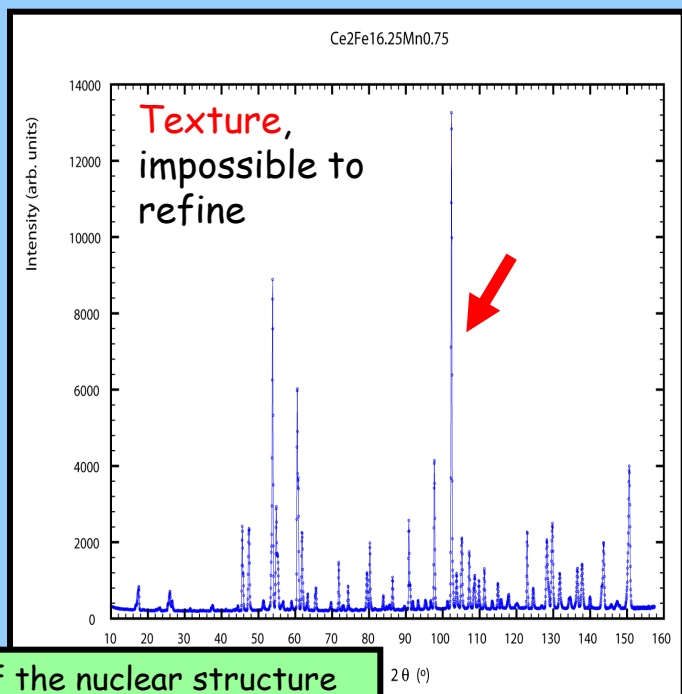 Ce2Fe16.25Mn0.75
14000
12000
10000
8000
6000
4000
2000
0
Intensity (arb. units)
Texture,
impossible to
refine
10 20 30 40 50 60 70 80 90 100 110 120 130 140 150 160
2 θ (º)
the nuclear structure